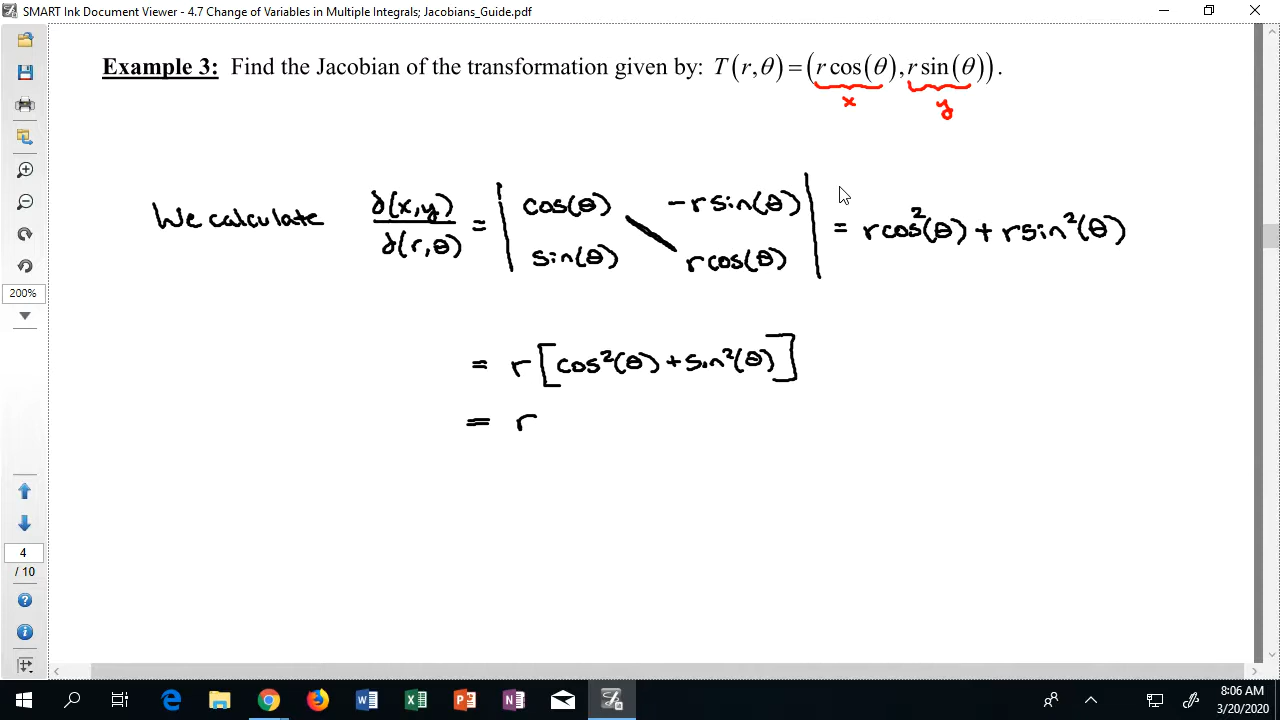 SMART Ink Document Viewer - 4.7 Change of Variables in Multiple Integrals; Jacobians_Guide.pdf
Example 3: Find the Jacobian of the transformation given by: T(r,θ)=(r cos(θ),r sin(θ)).
x y
We calculate ∂(x,y)/∂(r,θ) = | cos(θ) -r sin(θ) | = r cos²(θ) + r sin²(θ)
sin(θ) r cos(θ)
= r[cos²(θ)+sin²(θ)]
= r
200%
4
/ 10
8:06 AM
3/20/2020